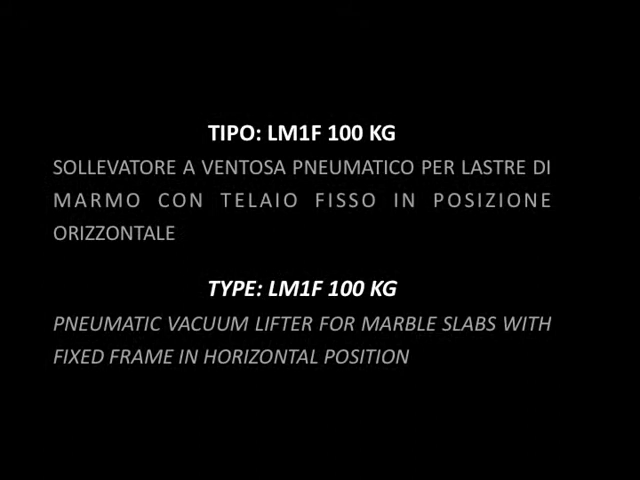 TIPO: LM1F 100 KG
SOLLEVATORE A VENTOSA PNEUMATICO PER LASTRE DI
MARMO CON TELAIO FISSO IN POSIZIONE
ORIZZONTALE
TYPE: LM1F 100 KG
PNEUMATIC VACUUM LIFTER FOR MARBLE SLABS WITH
FIXED FRAME IN HORIZONTAL POSITION